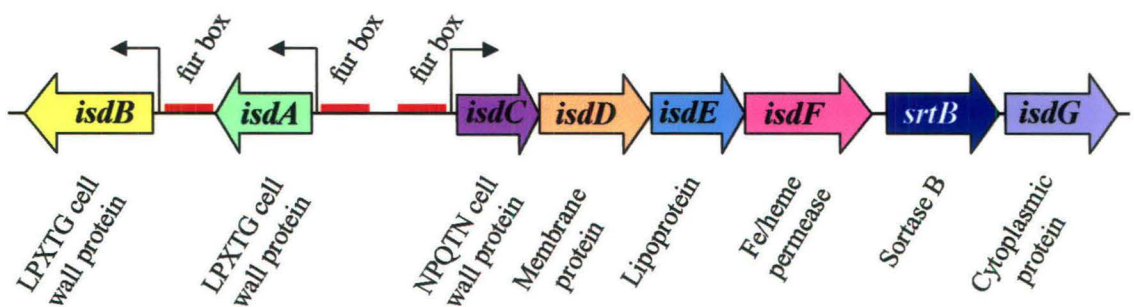 fur box
fur box
fur box
isdB
isdA
isdC
isdD
isdE
isdF
srtB
isdG
LPXTG cell
wall protein
LPXTG cell
wall protein
NPQTN cell
wall protein
Membrane
protein
Lipoprotein
Fe/heme
permease
Sortase B
Cytoplasmic
protein